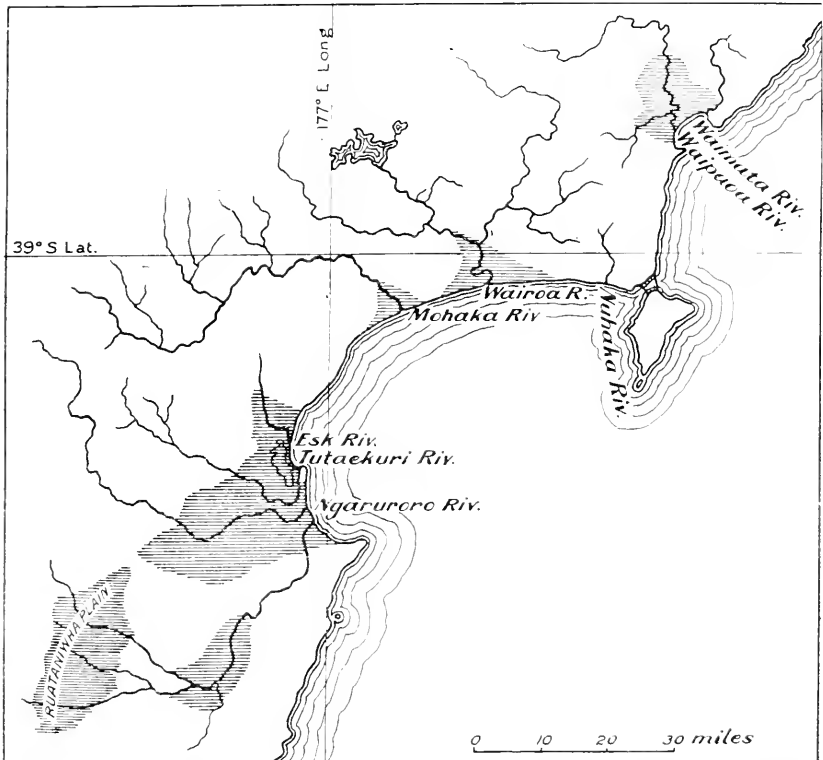 177° E Long
Waimata Riv.
Waipaoa Riv.
39° S Lat.
Wairoa R.
Mohaka Riv
Nuhaka Riv.
Esk Riv.
Tutaekuri Riv.
Ngaruroro Riv.
RUATANIWHA PLAIN
0 10 20 30 miles